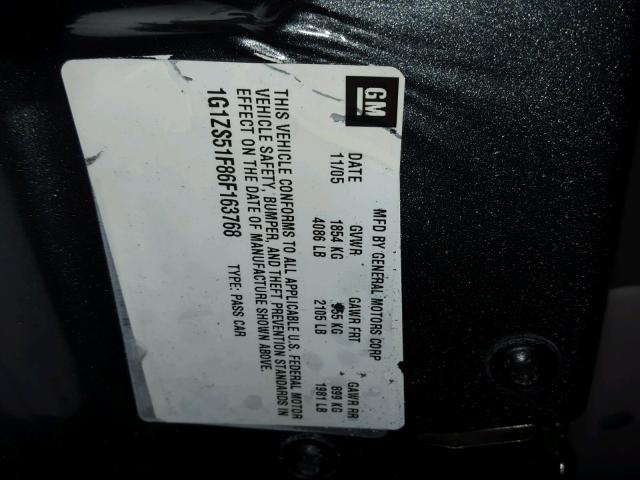 GM
MFD BY GENERAL MOTORS CORP
DATE GVWR GAWR FRT GAWR RR
11/05 1854 KG 55 KG 899 KG
4086 LB 2105 LB 1981 LB
THIS VEHICLE CONFORMS TO ALL APPLICABLE U.S. FEDERAL MOTOR
VEHICLE SAFETY, BUMPER, AND THEFT PREVENTION STANDARDS IN
EFFECT ON THE DATE OF MANUFACTURE SHOWN ABOVE.
1G1ZS51F86F163768 TYPE: PASS CAR